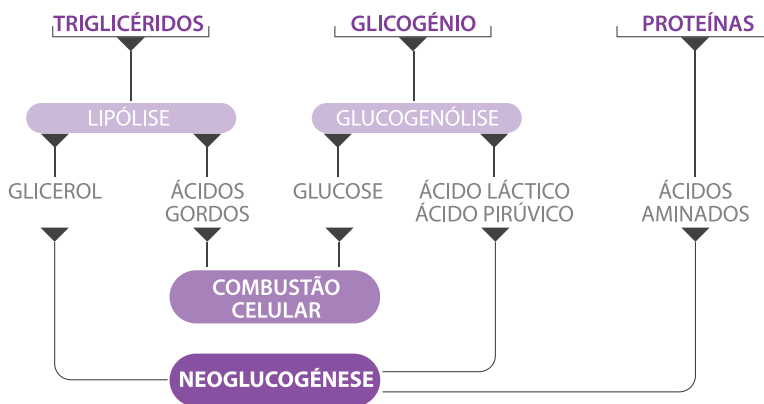 TRIGLICÉRIDOS
GLICOGÉNIO
PROTEÍNAS
LIPÓLISE
GLUCOGENÓLISE
GLICEROL
ÁCIDOS
GORDOS
GLUCOSE
ÁCIDO LÁCTICO
ÁCIDO PIRÚVICO
ÁCIDOS
AMINADOS
COMBUSTÃO
CELULAR
NEOGLUCOGÉNESE